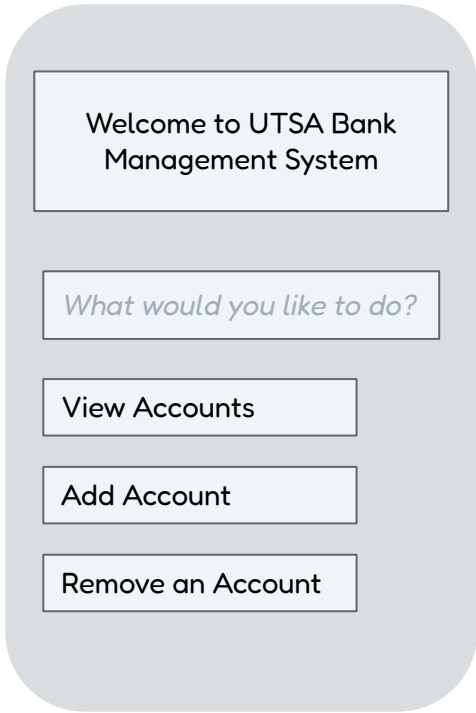 Welcome to UTSA Bank
Management System
What would you like to do?
View Accounts
Add Account
Remove an Account